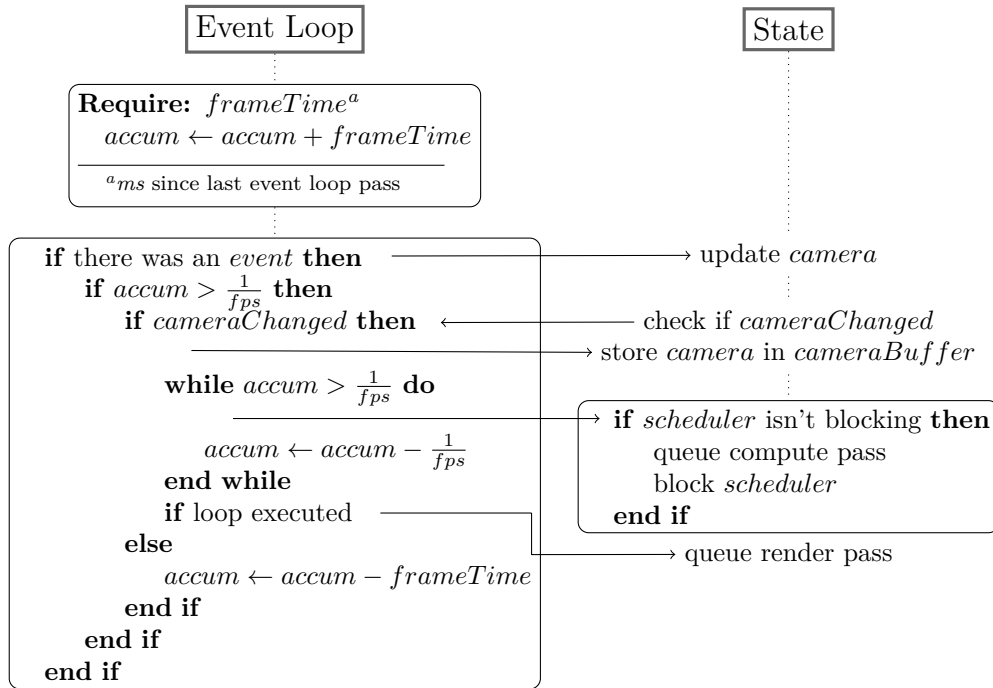 Event Loop
State
Require: frameTime^a
accum ← accum + frameTime
^a ms since last event loop pass
if there was an event then
update camera
if accum > 1/fps then
if cameraChanged then
check if cameraChanged
store camera in cameraBuffer
while accum > 1/fps do
if scheduler isn't blocking then
accum ← accum − 1/fps
queue compute pass
end while
block scheduler
if loop executed
end if
else
queue render pass
accum ← accum − frameTime
end if
end if
end if